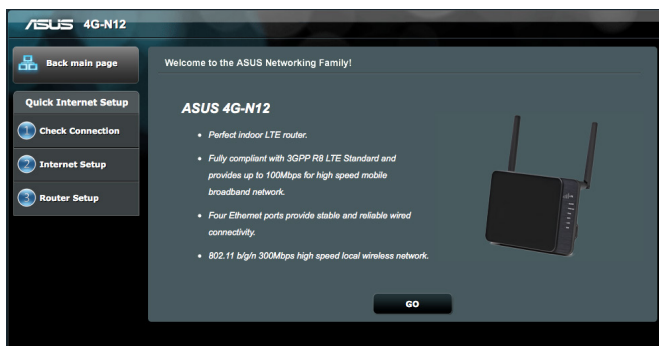 ASUS 4G-N12
Back main page
Quick Internet Setup
1 Check Connection
2 Internet Setup
3 Router Setup
Welcome to the ASUS Networking Family!
ASUS 4G-N12
• Perfect indoor LTE router.
• Fully compliant with 3GPP R8 LTE Standard and
provides up to 100Mbps for high speed mobile
broadband network.
• Four Ethernet ports provide stable and reliable wired
connectivity.
• 802.11 b/g/n 300Mbps high speed local wireless network.
GO